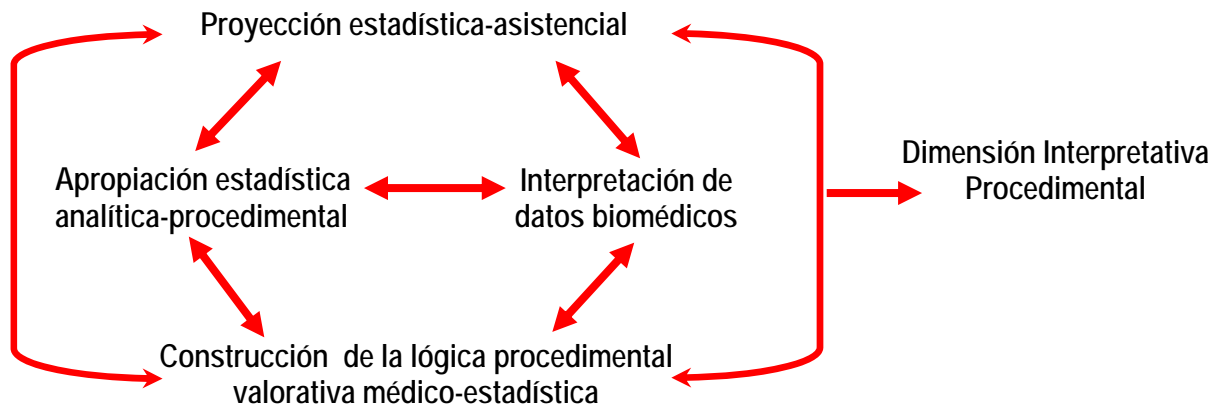 Proyección estadística-asistencial
Apropiación estadística
analítica-procedimental
Interpretación de
datos biomédicos
Dimensión Interpretativa
Procedimental
Construcción de la lógica procedimental
valorativa médico-estadística